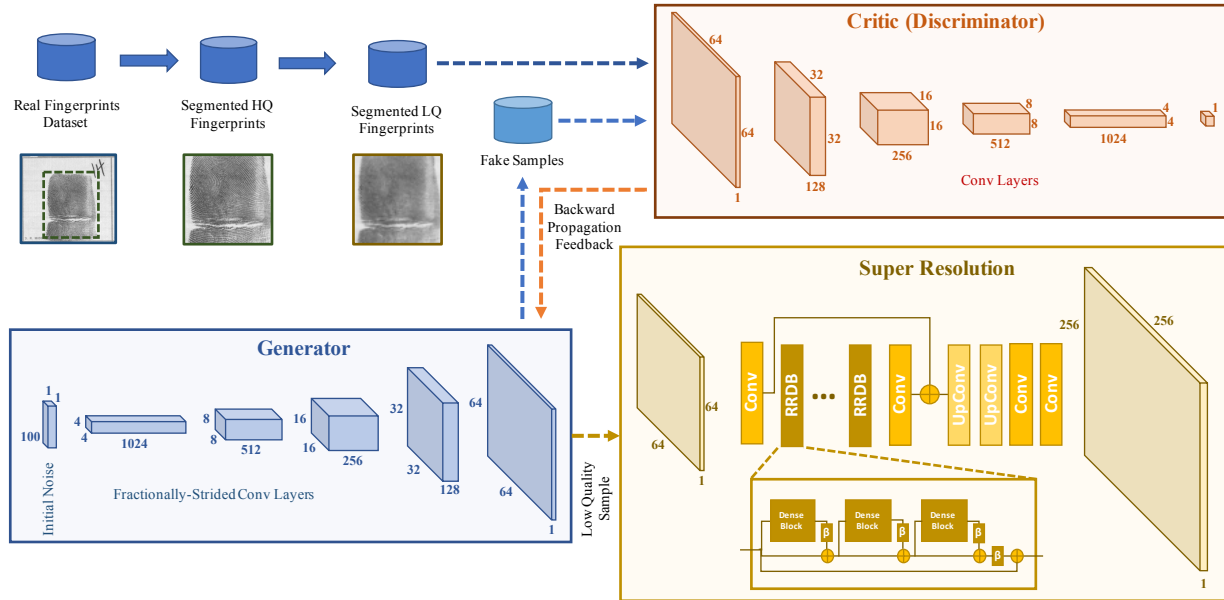 Real Fingerprints
Dataset
Segmented HQ
Fingerprints
Segmented LQ
Fingerprints
Fake Samples
Critic (Discriminator)
64
64
1
32
32
128
16
16
256
8
8
512
4
4
1024
1
Conv Layers
Backward
Propagation
Feedback
Generator
1
1
100
Initial Noise
4
4
1024
8
8
512
16
16
256
32
32
128
64
64
1
Fractionally-Strided Conv Layers
Low Quality
Sample
Super Resolution
64
64
1
Conv
RRDB
...
RRDB
Conv
UpConv
UpConv
Conv
Conv
256
256
1
Dense
Block
β
Dense
Block
β
Dense
Block
β
β